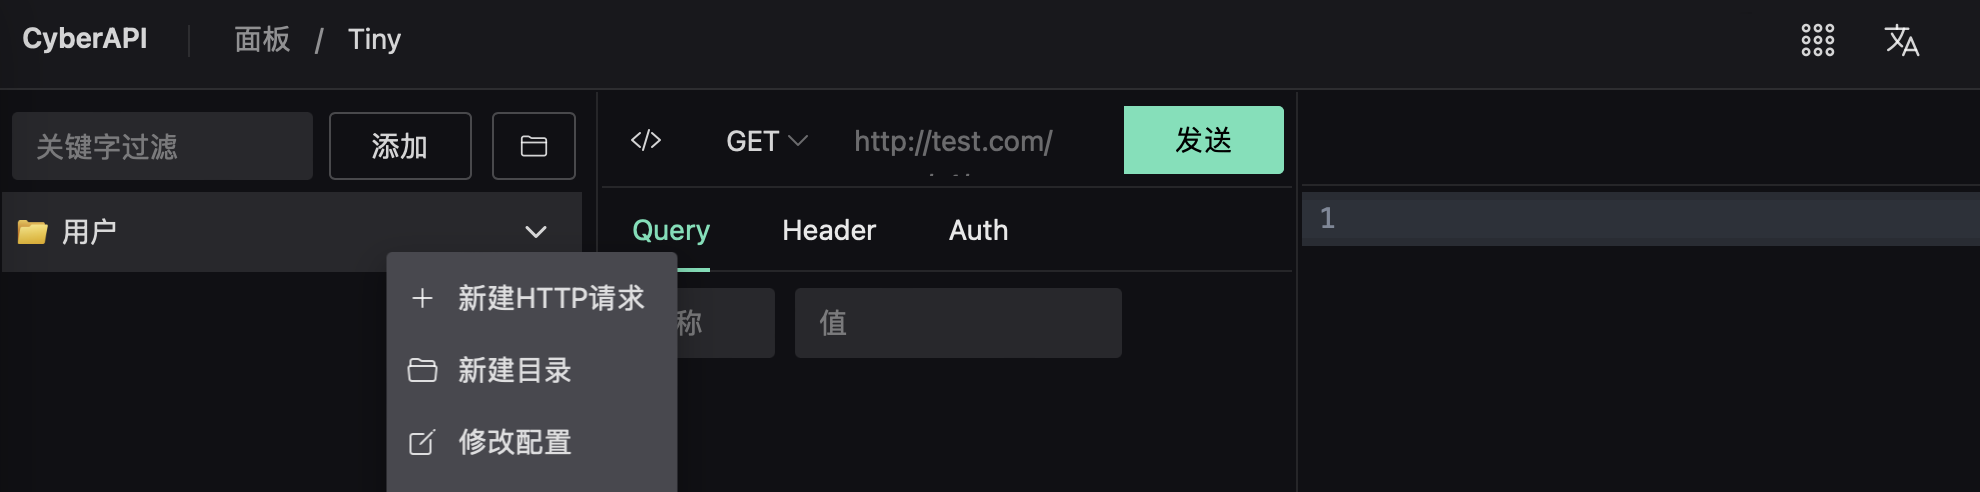 CyberAPI 面板 / Tiny
关键字过滤 添加
</> GET http://test.com/ 发送
用户
Query Header Auth
1
新建HTTP请求
称 值
新建目录
修改配置